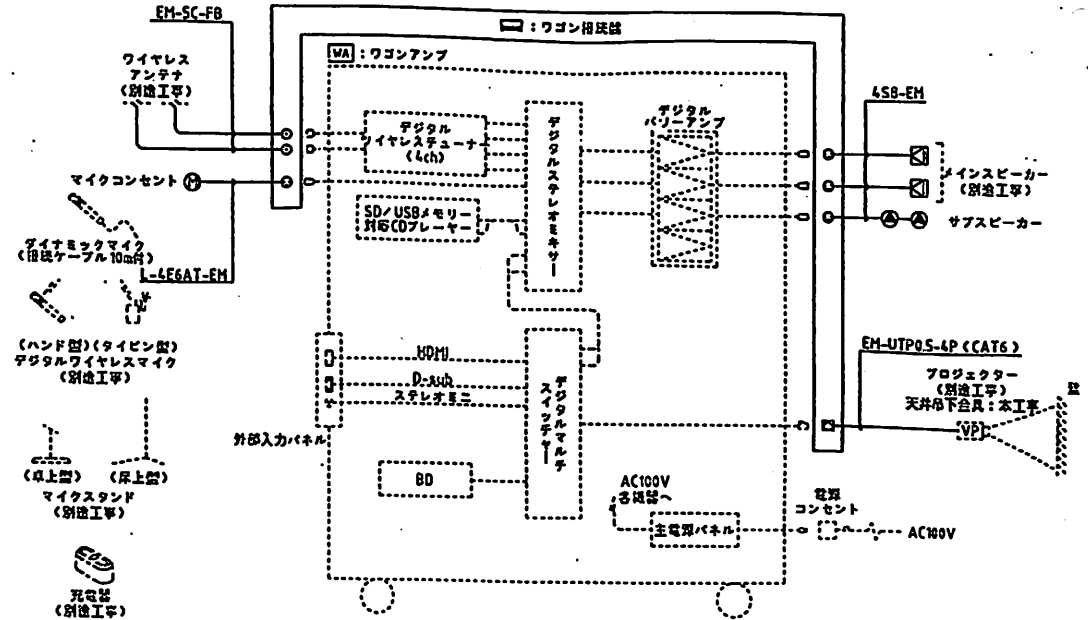 EM-5C-FB
：ワゴン接続器
WA：ワゴンアンプ
ワイヤレス
アンテナ
（別途工事）
デジタル
ワイヤレスチューナー
（4ch）
デジタルステレオミキサー
デジタル
パワーアンプ
4S8-EM
メインスピーカー
（別途工事）
サブスピーカー
マイクコンセント M
SD/USBメモリー
対応CDプレーヤー
ダイナミックマイク
（接続ケーブル10m付）
L-4E6AT-EM
（ハンド型）（タイピン型）
デジタルワイヤレスマイク
（別途工事）
HDMI
D-sub
ステレオミニ
外部入力パネル
デジタルマルチ
スイッチャー
BD
EM-UTP0.5-4P（CAT6）
プロジェクター
（別途工事）
天井吊下金具：本工事
VP
（卓上型）（床上型）
マイクスタンド
（別途工事）
AC100V
各機器へ
主電源パネル
電源
コンセント
AC100V
充電器
（別途工事）